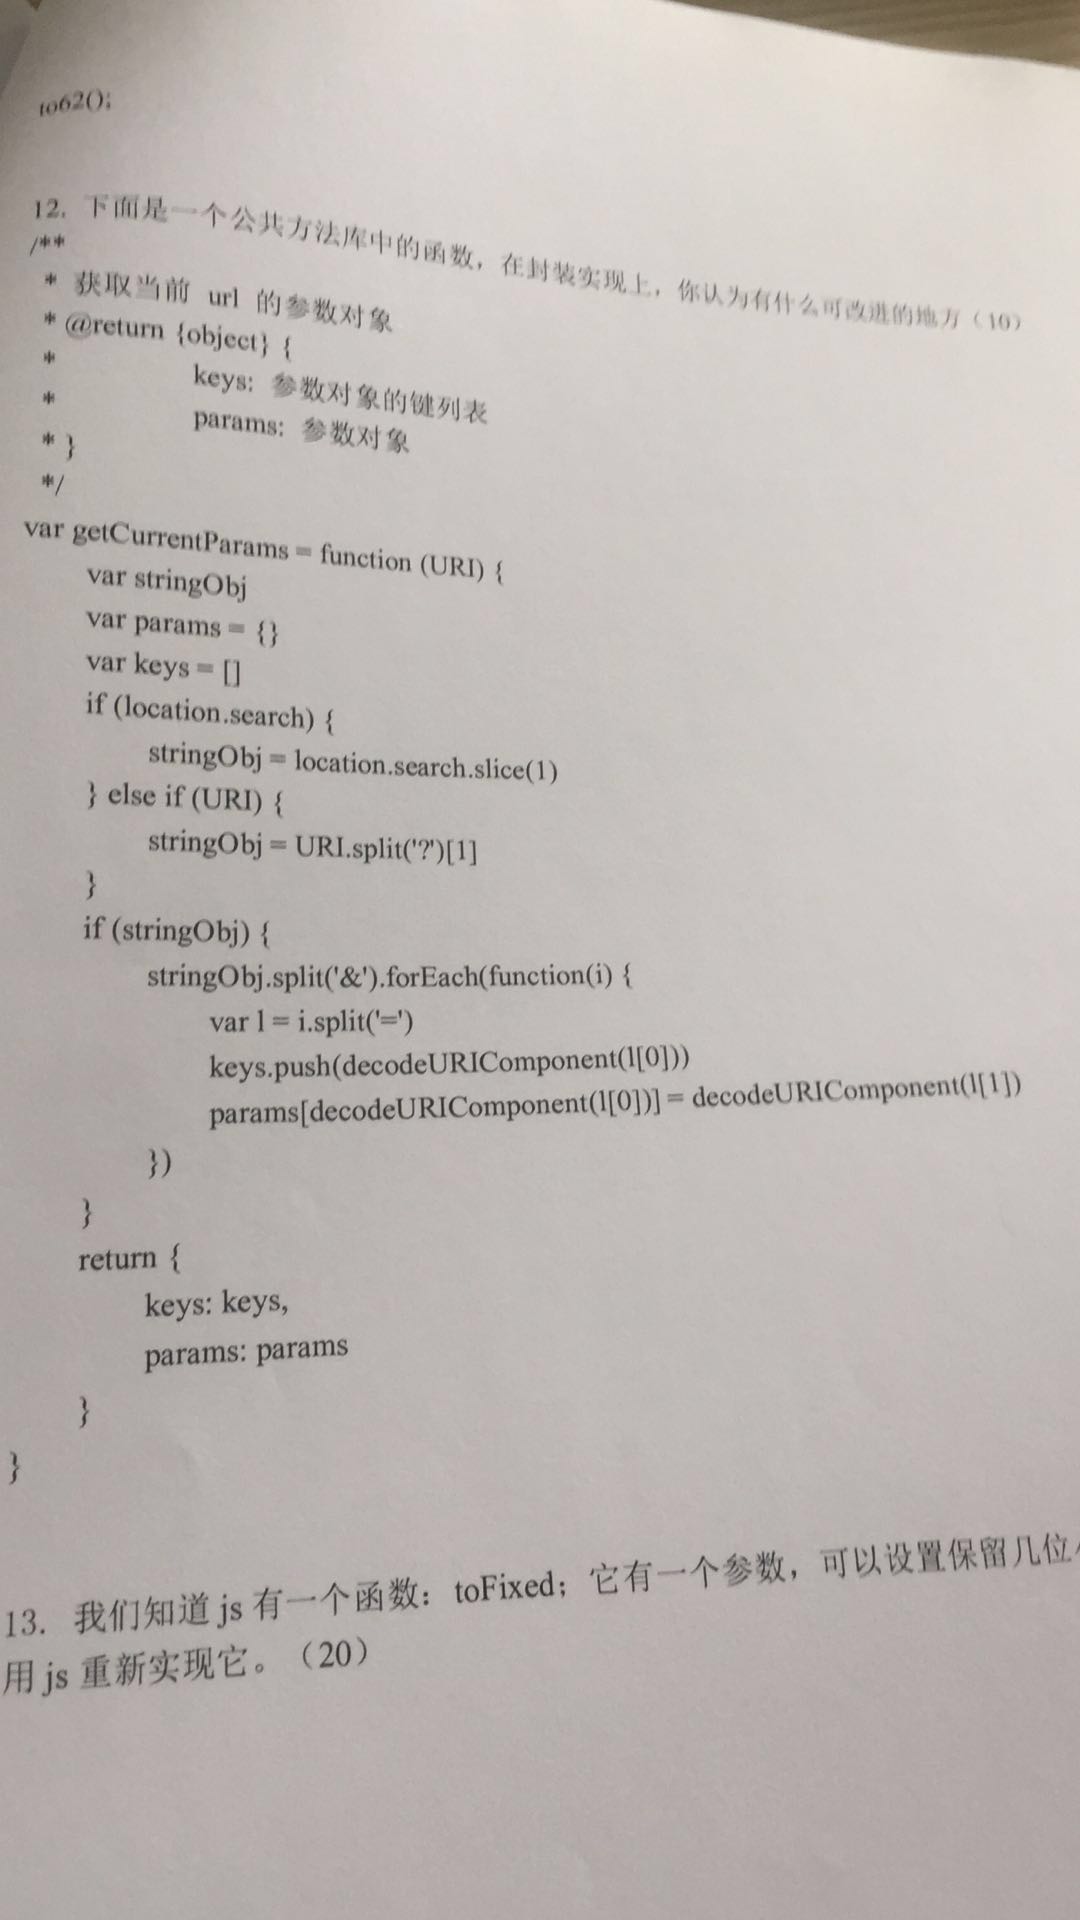 to62();
12. 下面是一个公共方法库中的函数，在封装实现上，你认为有什么可改进的地方（10）
/**
* 获取当前 url 的参数对象
* @return {object} {
* keys: 参数对象的键列表
* params: 参数对象
* }
*/
var getCurrentParams = function (URI) {
var stringObj
var params = {}
var keys = []
if (location.search) {
stringObj = location.search.slice(1)
} else if (URI) {
stringObj = URI.split('?')[1]
}
if (stringObj) {
stringObj.split('&').forEach(function(i) {
var l = i.split('=')
keys.push(decodeURIComponent(l[0]))
params[decodeURIComponent(l[0])] = decodeURIComponent(l[1])
})
}
return {
keys: keys,
params: params
}
}
13. 我们知道 js 有一个函数：toFixed；它有一个参数，可以设置保留几位
用 js 重新实现它。（20）